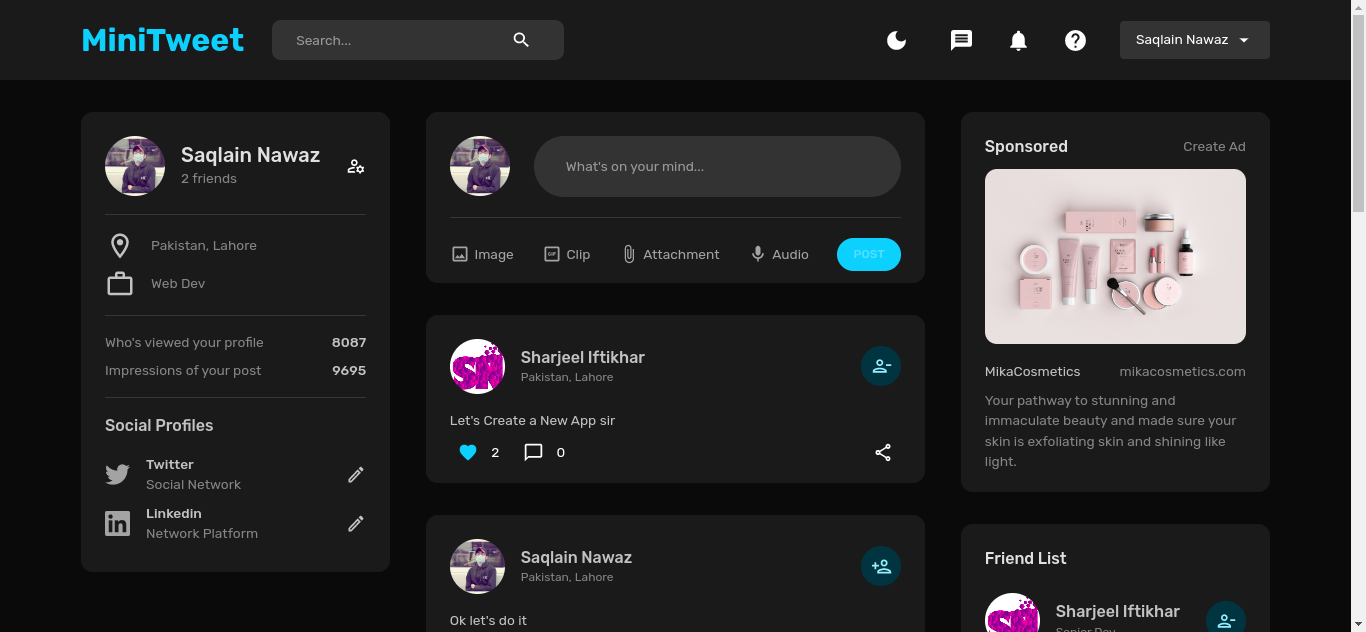 MiniTweet
Search...
Saqlain Nawaz
Saqlain Nawaz
2 friends
Pakistan, Lahore
Web Dev
Who's viewed your profile 8087
Impressions of your post 9695
Social Profiles
Twitter
Social Network
Linkedin
Network Platform
What's on your mind...
Image GIF Clip Attachment Audio POST
Sharjeel Iftikhar
Pakistan, Lahore
Let's Create a New App sir
2 0
Saqlain Nawaz
Pakistan, Lahore
Ok let's do it
Sponsored Create Ad
MikaCosmetics mikacosmetics.com
Your pathway to stunning and
immaculate beauty and made sure your
skin is exfoliating skin and shining like
light.
Friend List
Sharjeel Iftikhar
Senior Dev